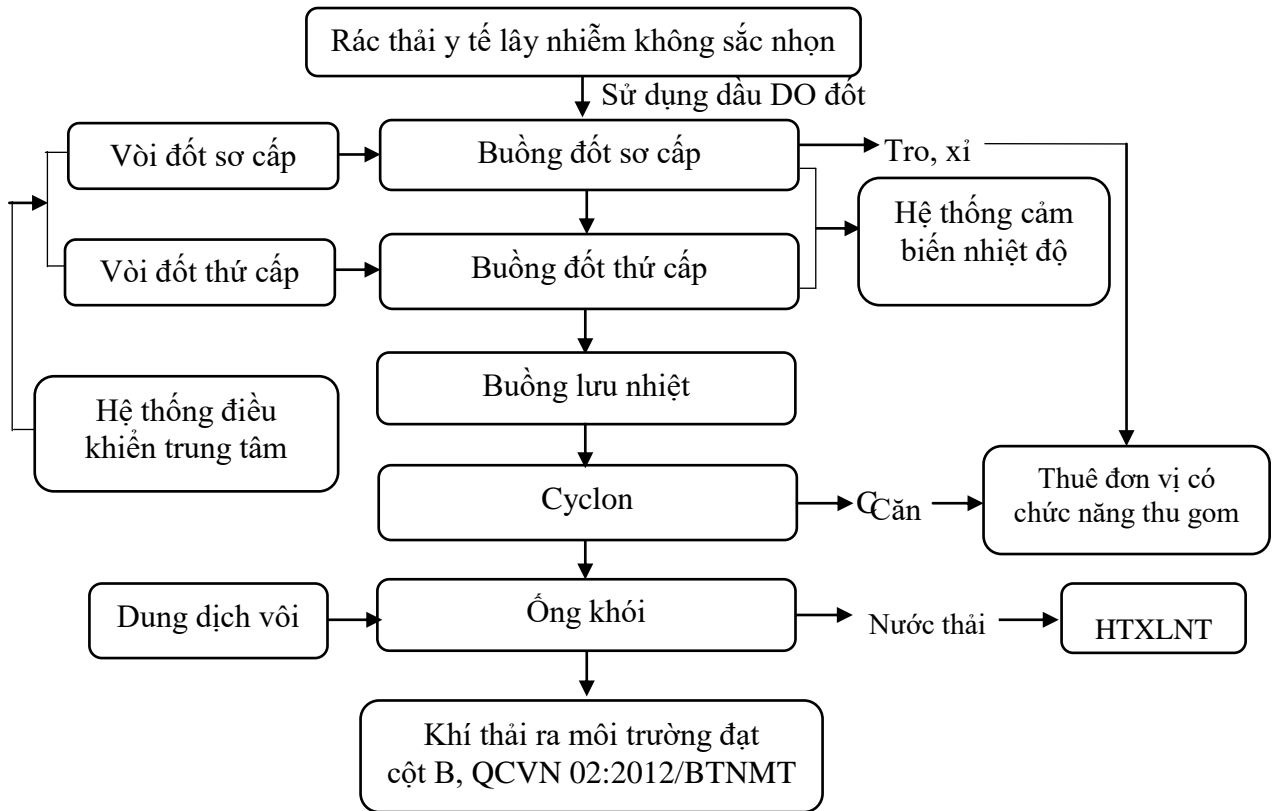 Rác thải y tế lây nhiễm không sắc nhọn
Sử dụng dầu DO đốt
Vòi đốt sơ cấp
Buồng đốt sơ cấp
Tro, xỉ
Hệ thống cảm
biến nhiệt độ
Vòi đốt thứ cấp
Buồng đốt thứ cấp
Buồng lưu nhiệt
Hệ thống điều
khiển trung tâm
Cyclon
CCăn
Thuê đơn vị có
chức năng thu gom
Dung dịch vôi
Ống khói
Nước thải
HTXLNT
Khí thải ra môi trường đạt
cột B, QCVN 02:2012/BTNMT